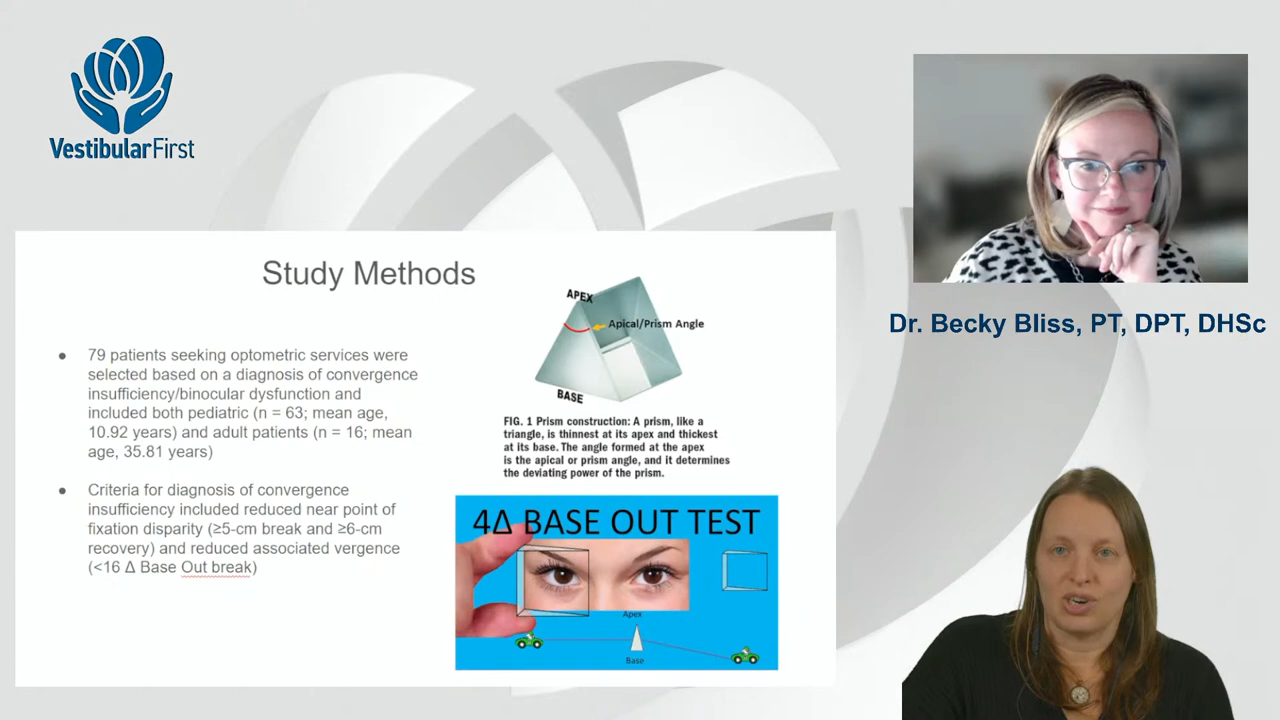 VestibularFirst
Study Methods
● 79 patients seeking optometric services were
selected based on a diagnosis of convergence
insufficiency/binocular dysfunction and
included both pediatric (n = 63; mean age,
10.92 years) and adult patients (n = 16; mean
age, 35.81 years)
● Criteria for diagnosis of convergence
insufficiency included reduced near point of
fixation disparity (≥5-cm break and ≥6-cm
recovery) and reduced associated vergence
(<16 Δ Base Out break)
APEX
Apical/Prism Angle
BASE
FIG. 1 Prism construction: A prism, like a
triangle, is thinnest at its apex and thickest
at its base. The angle formed at the apex
is the apical or prism angle, and it determines
the deviating power of the prism.
4Δ BASE OUT TEST
Apex
Base
Dr. Becky Bliss, PT, DPT, DHSc